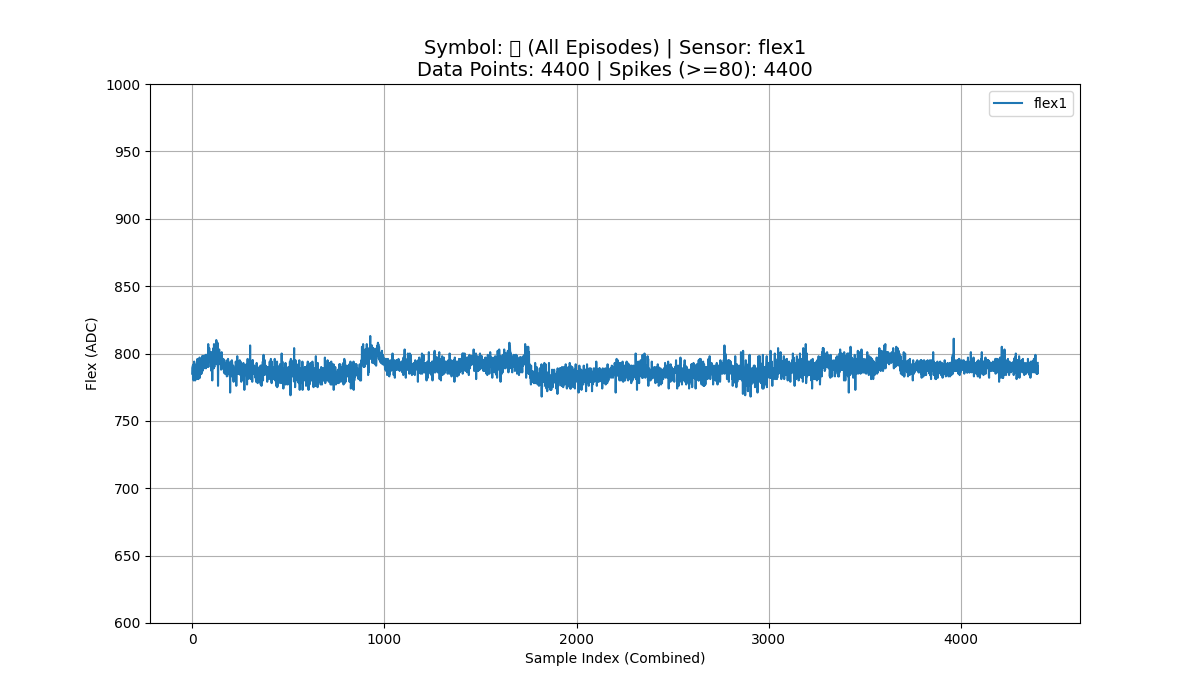 Symbol: (All Episodes) | Sensor: flex1
Data Points: 4400 | Spikes (>=80): 4400
flex1
1000
950
900
850
800
750
700
650
600
Flex (ADC)
0
1000
2000
3000
4000
Sample Index (Combined)